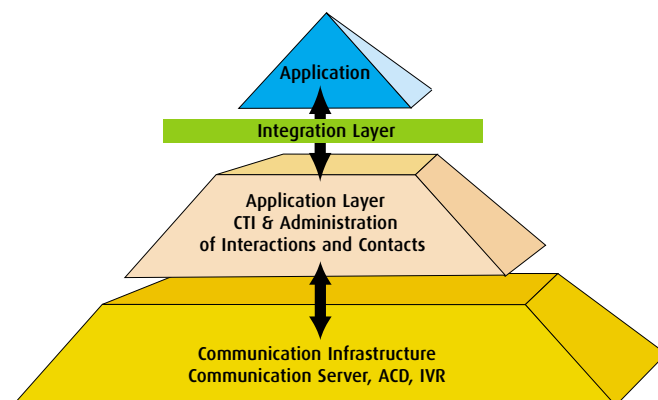 Application
Integration Layer
Application Layer
CTI & Administration
of Interactions and Contacts
Communication Infrastructure
Communication Server, ACD, IVR